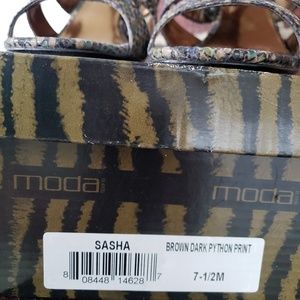 moda
moda
SASHA
BROWN DARK PYTHON PRINT
8 08448 14628 7
7-1/2M